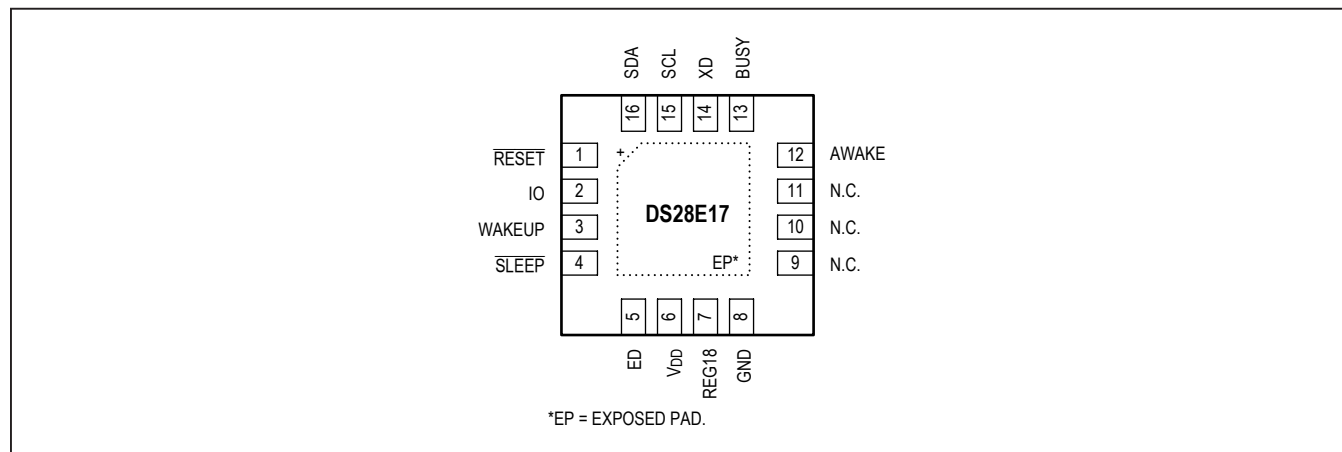 SDA SCL XD BUSY
16 15 14 13
RESET 1 + 12 AWAKE
IO 2 11 N.C.
DS28E17
WAKEUP 3 10 N.C.
SLEEP 4 EP* 9 N.C.
5 6 7 8
ED VDD REG18 GND
*EP = EXPOSED PAD.